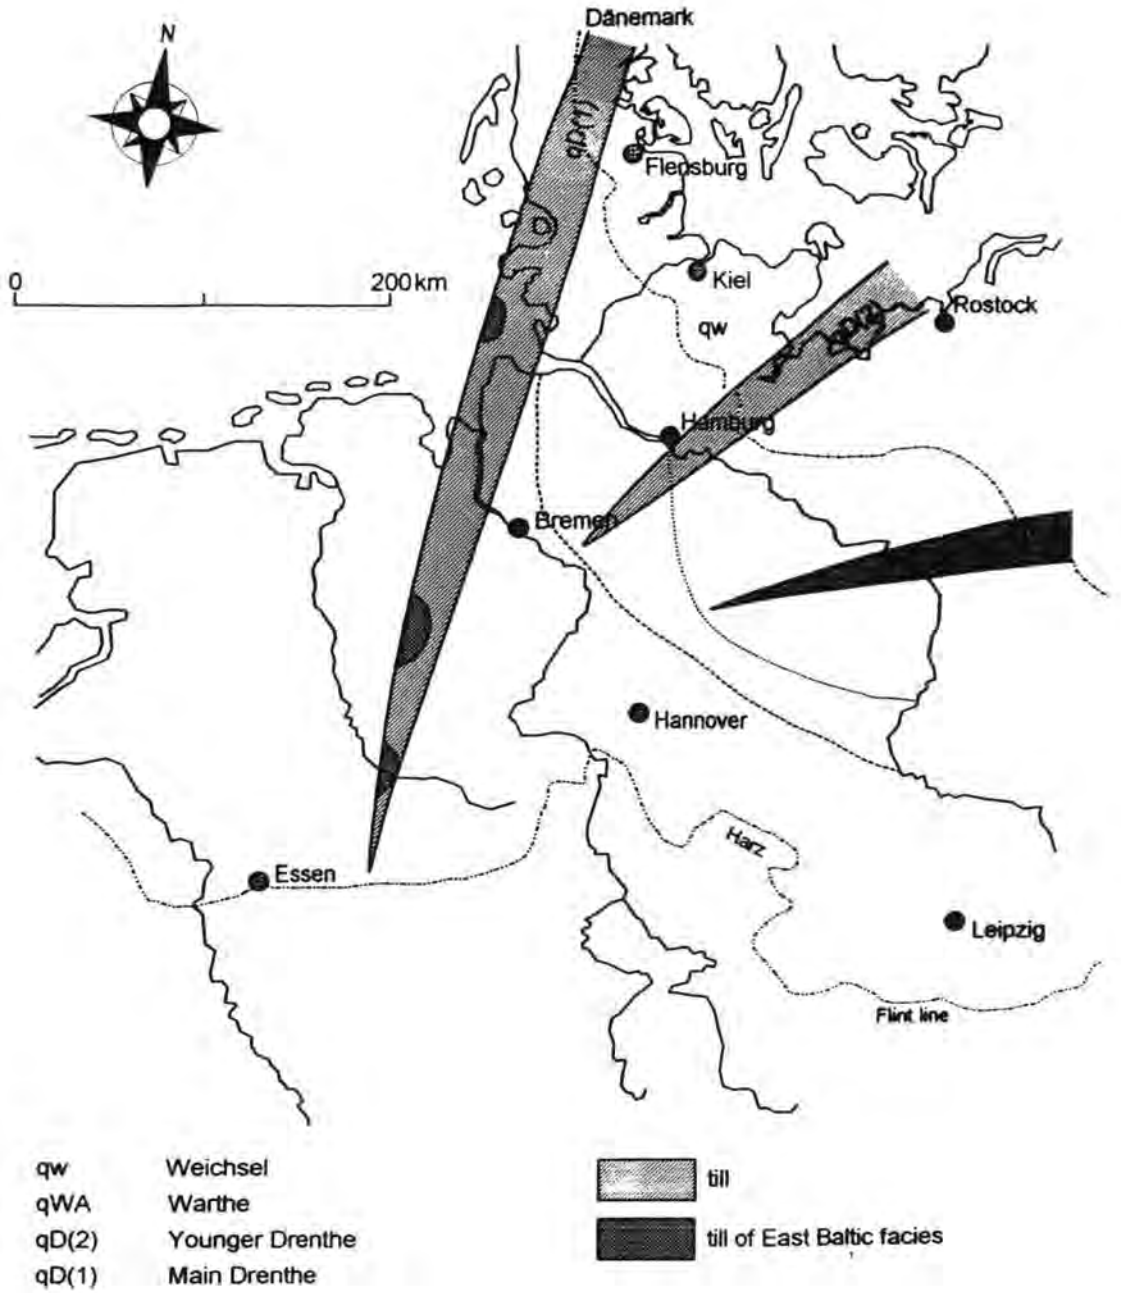 Dänemark
N
qD(1)
Flensburg
0
200 km
Kiel
Rostock
qw
qD(2)
Hamburg
Bremen
Hannover
Harz
Essen
Leipzig
Flint line
qw Weichsel
qWA Warthe
qD(2) Younger Drenthe
qD(1) Main Drenthe
till
till of East Baltic facies